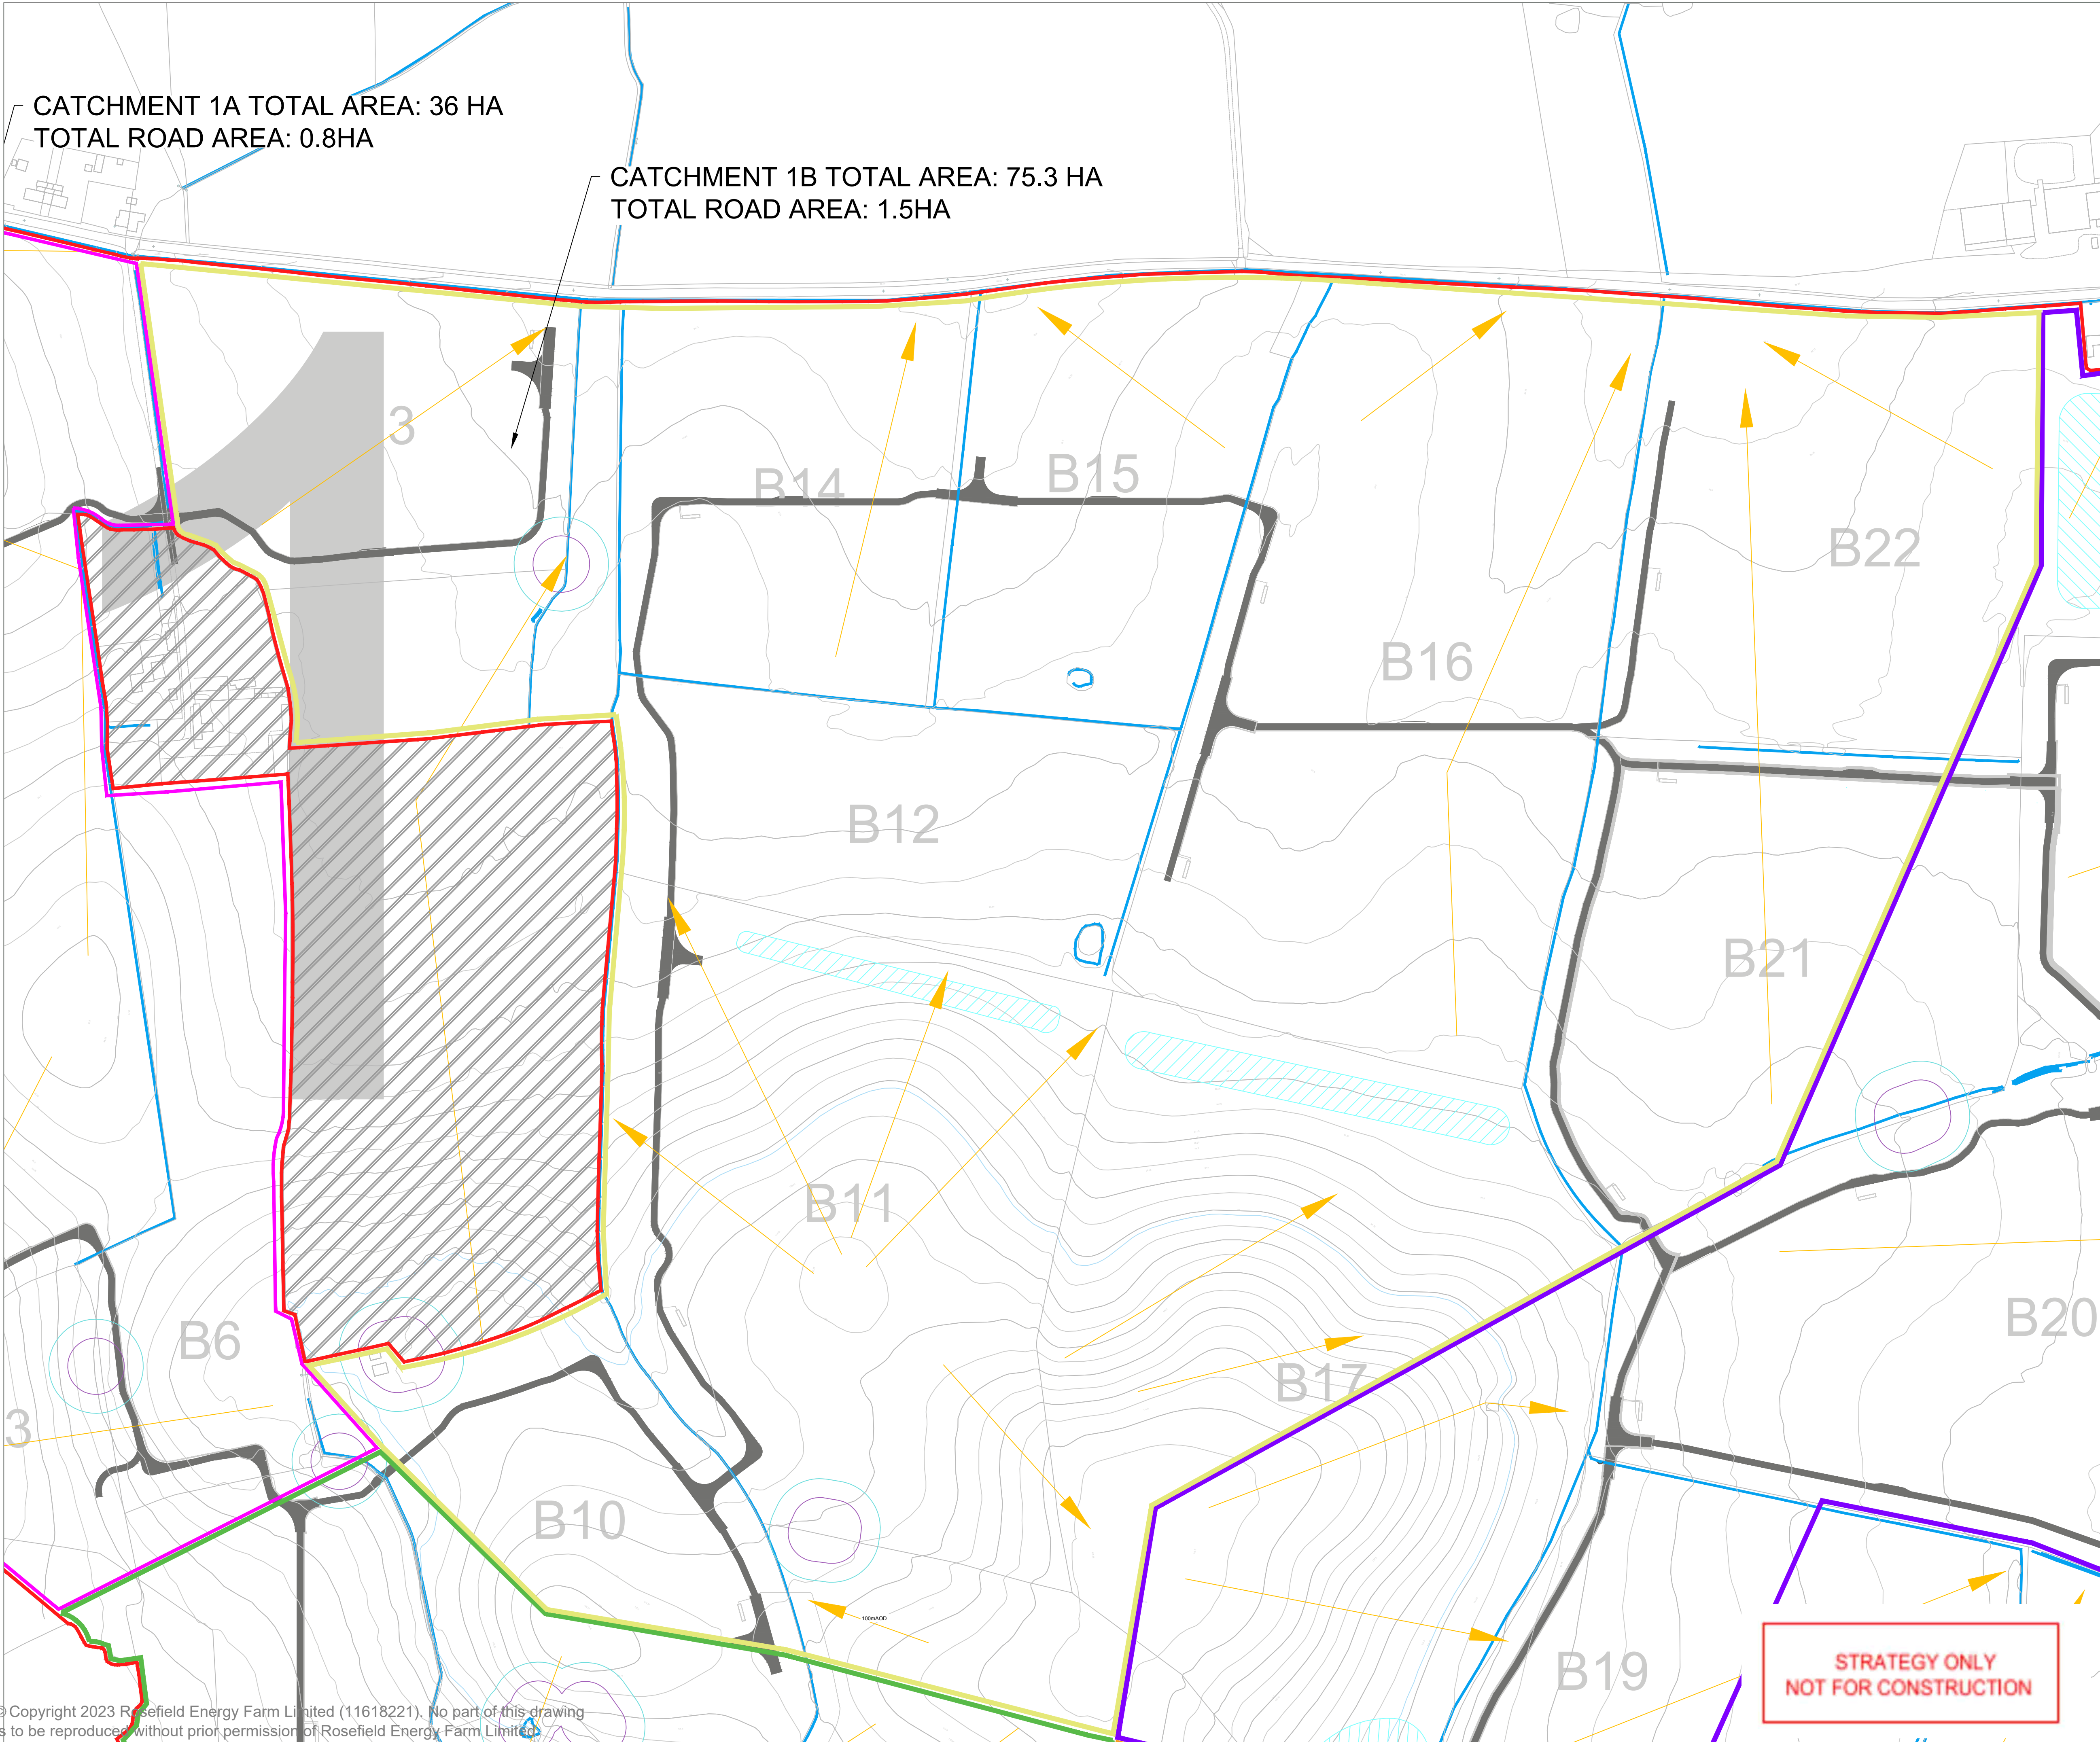 CATCHMENT 1A TOTAL AREA: 36 HA
TOTAL ROAD AREA: 0.8HA
CATCHMENT 1B TOTAL AREA: 75.3 HA
TOTAL ROAD AREA: 1.5HA
1
3
B14
B15
B22
B16
B12
B21
B11
B6
B17
B20
3
B10
100mAOD
B19
STRATEGY ONLY
NOT FOR CONSTRUCTION
© Copyright 2023 Rosefield Energy Farm Limited (11618221). No part of this drawing
s to be reproduced without prior permission of Rosefield Energy Farm Limited.